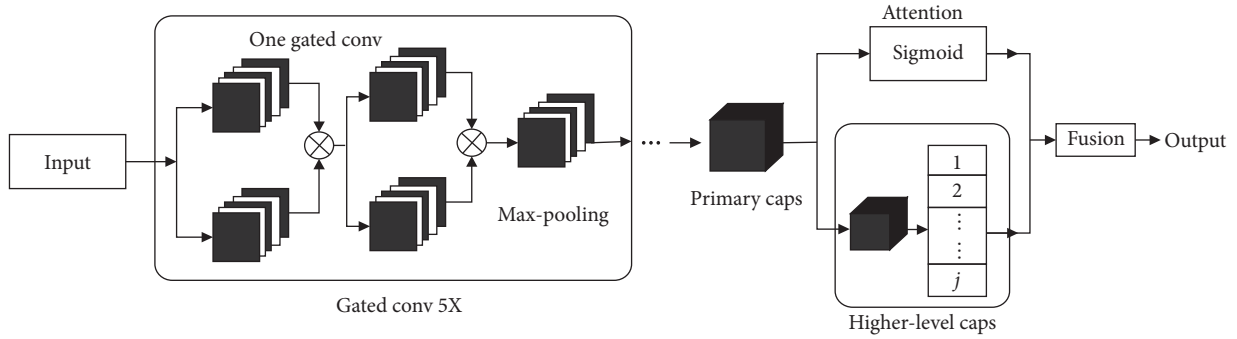 Input
One gated conv
Max-pooling
Gated conv 5X
...
Primary caps
Attention
Sigmoid
1
2
⋮
⋮
j
Higher-level caps
Fusion
Output